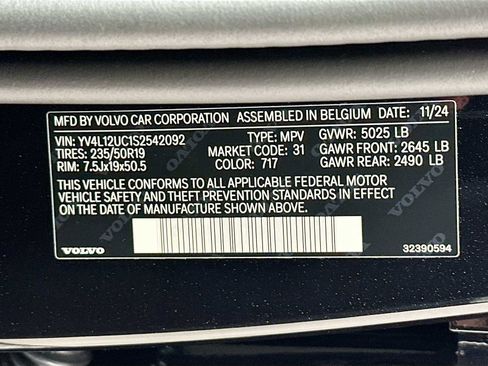 MFD BY VOLVO CAR CORPORATION ASSEMBLED IN BELGIUM DATE: 11/24
VIN: YV4L12UC1S2542092 TYPE: MPV GVWR: 5025 LB
TIRES: 235/50R19 MARKET CODE: 31 GAWR FRONT: 2645 LB
RIM: 7.5Jx19x50.5 COLOR: 717 GAWR REAR: 2490 LB
THIS VEHICLE CONFORMS TO ALL APPLICABLE FEDERAL MOTOR
VEHICLE SAFETY AND THEFT PREVENTION STANDARDS IN EFFECT
ON THE DATE OF MANUFACTURE SHOWN ABOVE.
VOLVO 32390594